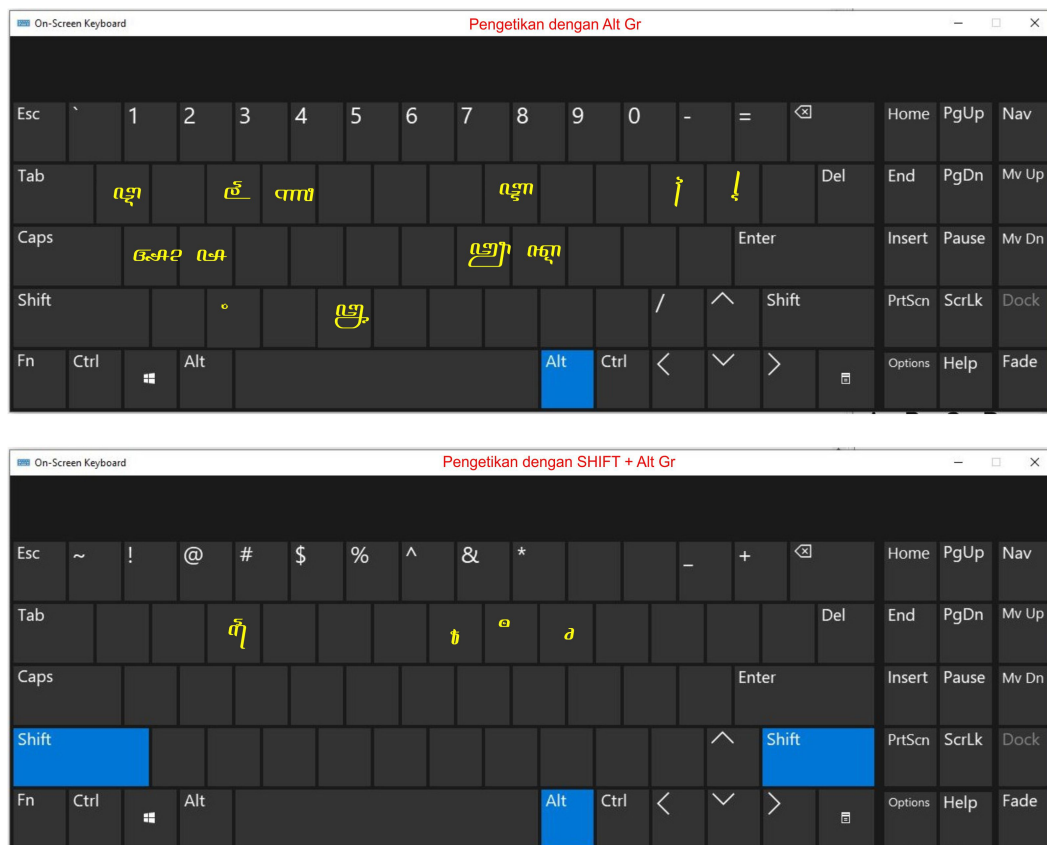 On-Screen Keyboard Pengetikan dengan Alt Gr
Esc ` 1 2 3 4 5 6 7 8 9 0 - = Home PgUp Nav
Tab Del End PgDn Mv Up
Caps Enter Insert Pause Mv Dn
Shift / Shift PrtScn ScrLk Dock
Fn Ctrl Alt Alt Ctrl Options Help Fade
On-Screen Keyboard Pengetikan dengan SHIFT + Alt Gr
Esc ~ ! @ # $ % ^ & * _ + Home PgUp Nav
Tab Del End PgDn Mv Up
Caps Enter Insert Pause Mv Dn
Shift Shift PrtScn ScrLk Dock
Fn Ctrl Alt Alt Ctrl Options Help Fade